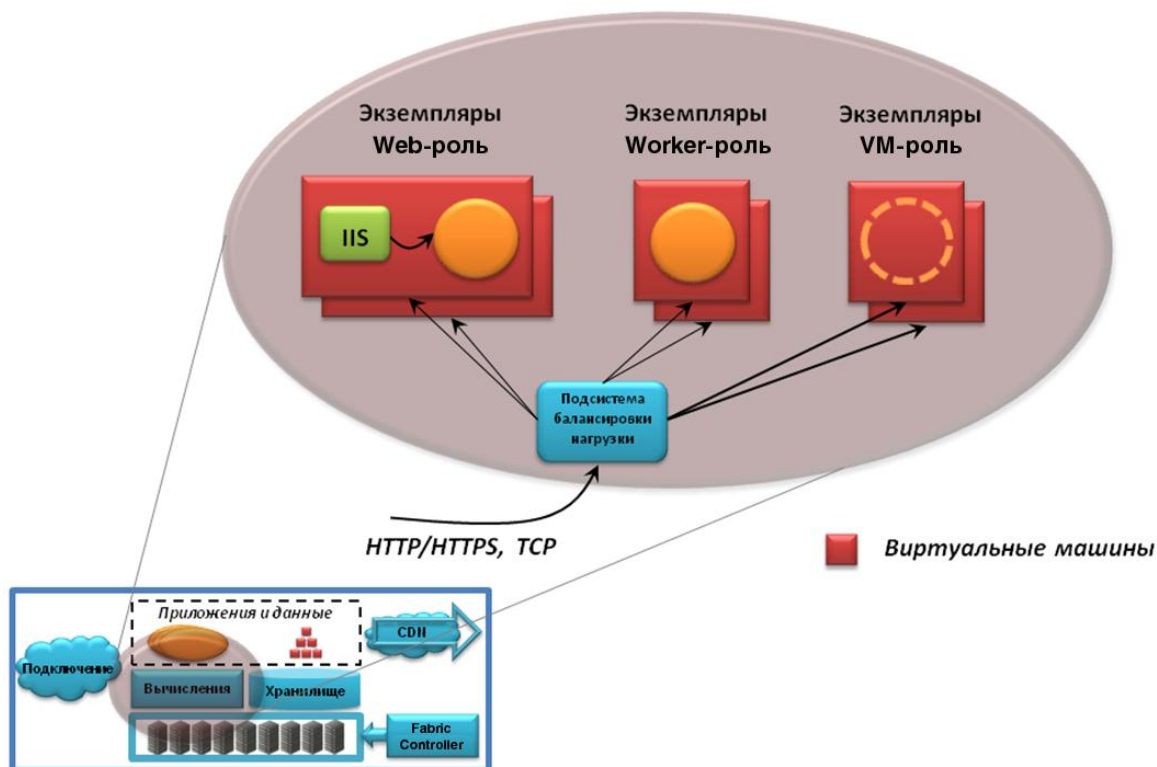 Экземпляры
Web-роль
Экземпляры
Worker-роль
Экземпляры
VM-роль
IIS
Подсистема
балансировки
нагрузки
HTTP/HTTPS, TCP
Виртуальные машины
Приложения и данные
CDN
Подключение
Вычисления
Хранилище
Fabric
Controller